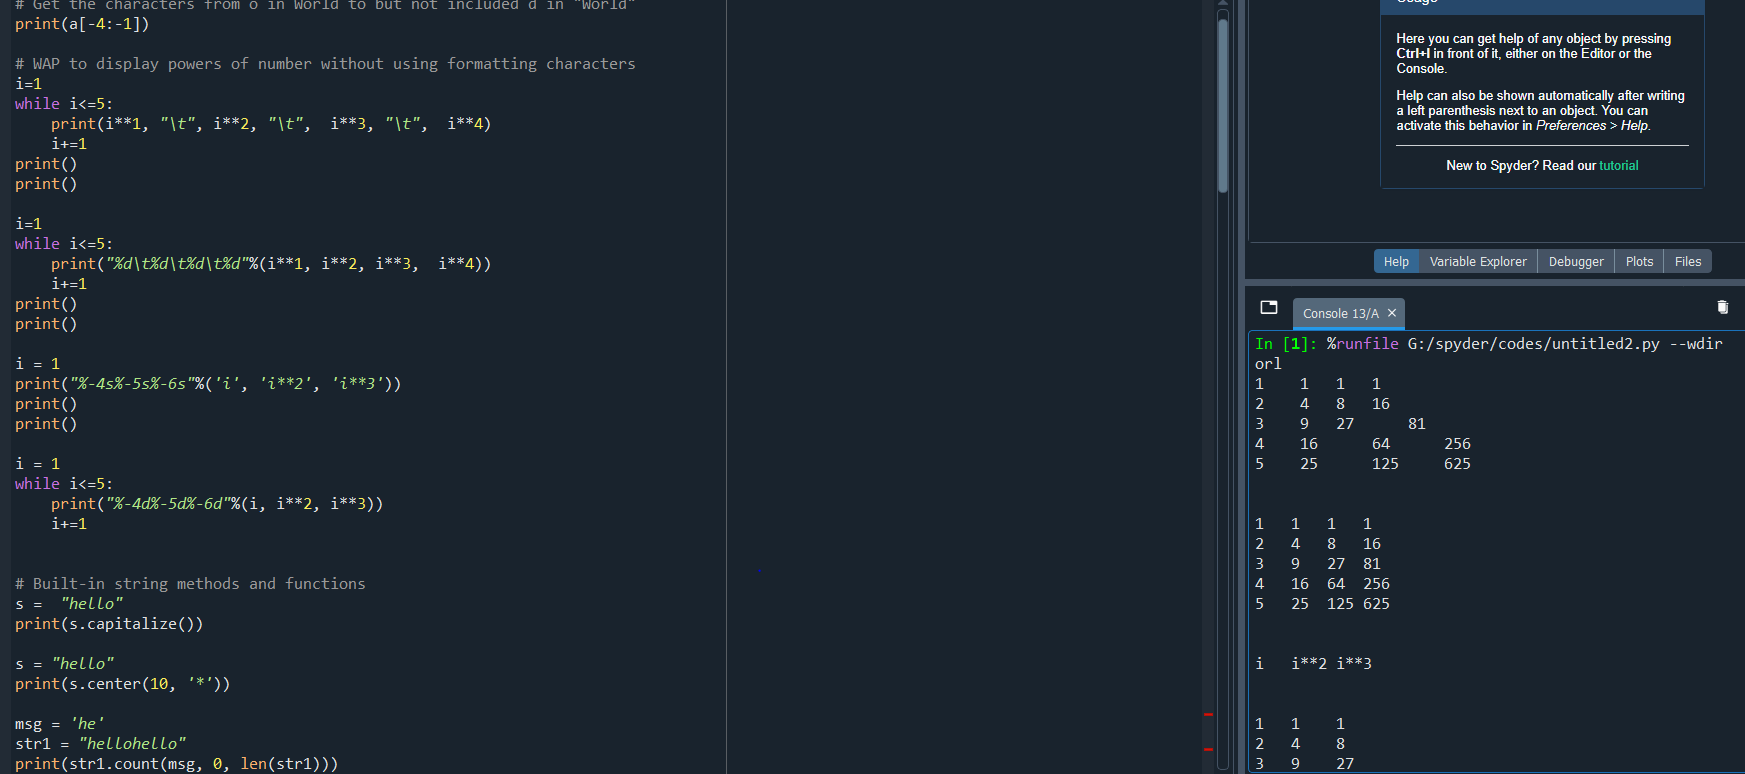 # Get the characters from o in World to but not included d in "World"
print(a[-4:-1])
# WAP to display powers of number without using formatting characters
i=1
while i<=5:
    print(i**1, "\t", i**2, "\t",  i**3, "\t",  i**4)
    i+=1
print()
print()
i=1
while i<=5:
    print("%d\t%d\t%d\t%d"%(i**1, i**2, i**3,  i**4))
    i+=1
print()
print()
i = 1
print("%-4s%-5s%-6s"%('i', 'i**2', 'i**3'))
print()
print()
i = 1
while i<=5:
    print("%-4d%-5d%-6d"%(i, i**2, i**3))
    i+=1
# Built-in string methods and functions
s =  "hello"
print(s.capitalize())
s = "hello"
print(s.center(10, '*'))
msg = 'he'
str1 = "hellohello"
print(str1.count(msg, 0, len(str1)))
Usage
Here you can get help of any object by pressing
Ctrl+I in front of it, either on the Editor or the
Console.
Help can also be shown automatically after writing
a left parenthesis next to an object. You can
activate this behavior in Preferences > Help.
New to Spyder? Read our tutorial
Help Variable Explorer Debugger Plots Files
Console 13/A ×
In [1]: %runfile G:/spyder/codes/untitled2.py --wdir
orl
1    1   1   1
2    4   8   16
3    9   27      81
4    16      64      256
5    25      125     625
1   1   1   1
2   4   8   16
3   9   27  81
4   16  64  256
5   25  125 625
i   i**2 i**3
1   1    1
2   4    8
3   9    27